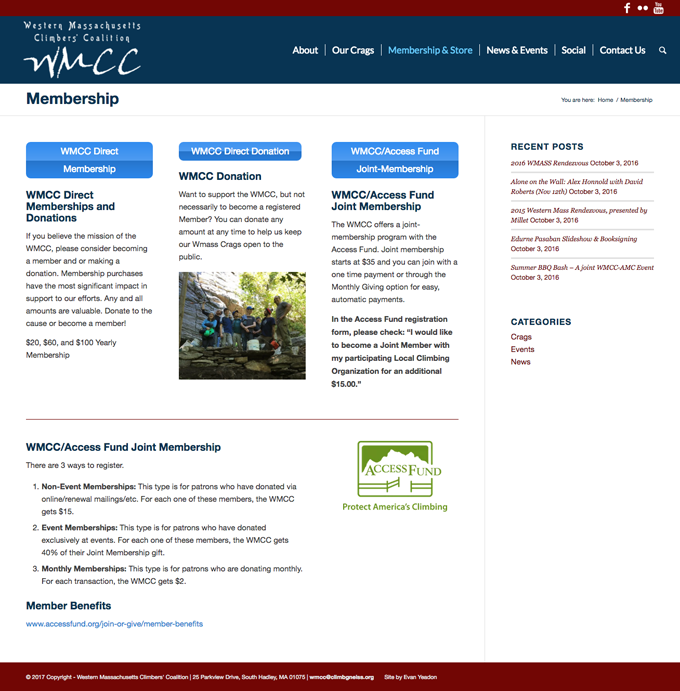 Western Massachusetts
Climbers' Coalition
WMCC
About
Our Crags
Membership & Store
News & Events
Social
Contact Us
Membership
You are here: Home / Membership
WMCC Direct
Membership
WMCC Direct
Memberships and
Donations
If you believe the mission of the
WMCC, please consider becoming
a member and or making a
donation. Membership purchases
have the most significant impact in
support to our efforts. Any and all
amounts are valuable. Donate to the
cause or become a member!
$20, $60, and $100 Yearly
Membership
WMCC Direct Donation
WMCC Donation
Want to support the WMCC, but not
necessarily to become a registered
Member? You can donate any
amount at any time to help us keep
our Wmass Crags open to the
public.
WMCC/Access Fund
Joint-Membership
WMCC/Access Fund
Joint Membership
The WMCC offers a joint-
membership program with the
Access Fund. Joint membership
starts at $35 and you can join with a
one time payment or through the
Monthly Giving option for easy,
automatic payments.
In the Access Fund registration
form, please check: “I would like
to become a Joint Member with
my participating Local Climbing
Organization for an additional
$15.00.”
WMCC/Access Fund Joint Membership
There are 3 ways to register.
1. Non-Event Memberships: This type is for patrons who have donated via
online/renewal mailings/etc. For each one of these members, the WMCC
gets $15.
2. Event Memberships: This type is for patrons who have donated
exclusively at events. For each one of these members, the WMCC gets
40% of their Joint Membership gift.
3. Monthly Memberships: This type is for patrons who are donating monthly.
For each transaction, the WMCC gets $2.
Member Benefits
www.accessfund.org/join-or-give/member-benefits
ACCESS FUND
Protect America's Climbing
RECENT POSTS
2016 WMASS Rendezvous October 3, 2016
Alone on the Wall: Alex Honnold with David
Roberts (Nov 12th) October 3, 2016
2015 Western Mass Rendezvous, presented by
Millet October 3, 2016
Edurne Pasaban Slideshow & Booksigning
October 3, 2016
Summer BBQ Bash – A joint WMCC-AMC Event
October 3, 2016
CATEGORIES
Crags
Events
News
© 2017 Copyright - Western Massachusetts Climbers' Coalition | 25 Parkview Drive, South Hadley, MA 01075 | wmcc@climbgneiss.org Site by Evan Yeadon